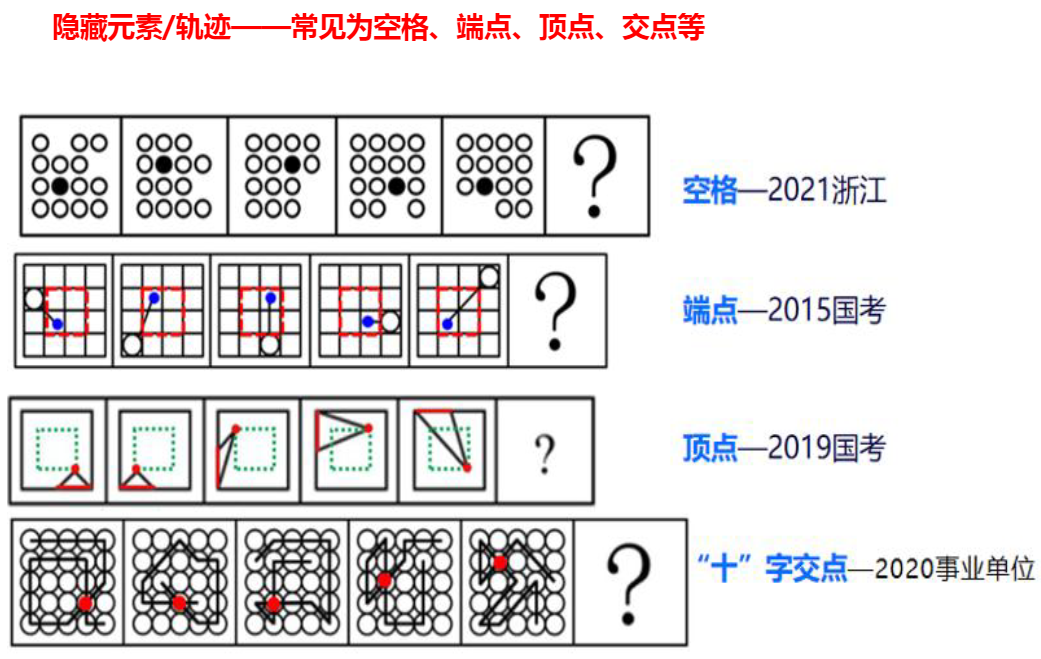 隐藏元素/轨迹——常见为空格、端点、顶点、交点等
?
空格—2021浙江
?
端点—2015国考
?
顶点—2019国考
?
“十”字交点—2020事业单位